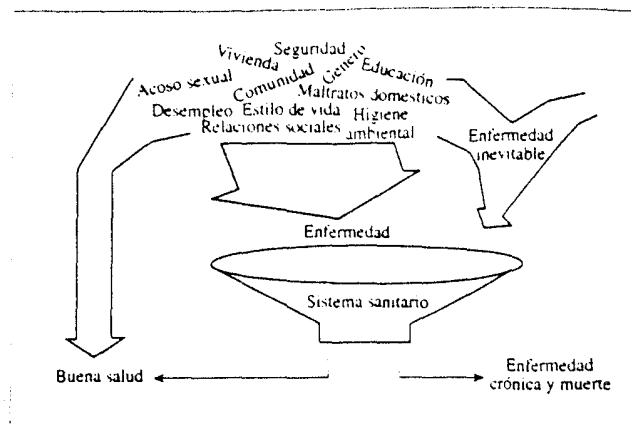 Seguridad
Vivienda
Género
Educación
Acoso sexual
Comunidad
Maltratos domésticos
Desempleo Estilo de vida Higiene
Relaciones sociales ambiental
Enfermedad
inevitable
Enfermedad
Sistema sanitario
Buena salud
Enfermedad
crónica y muerte